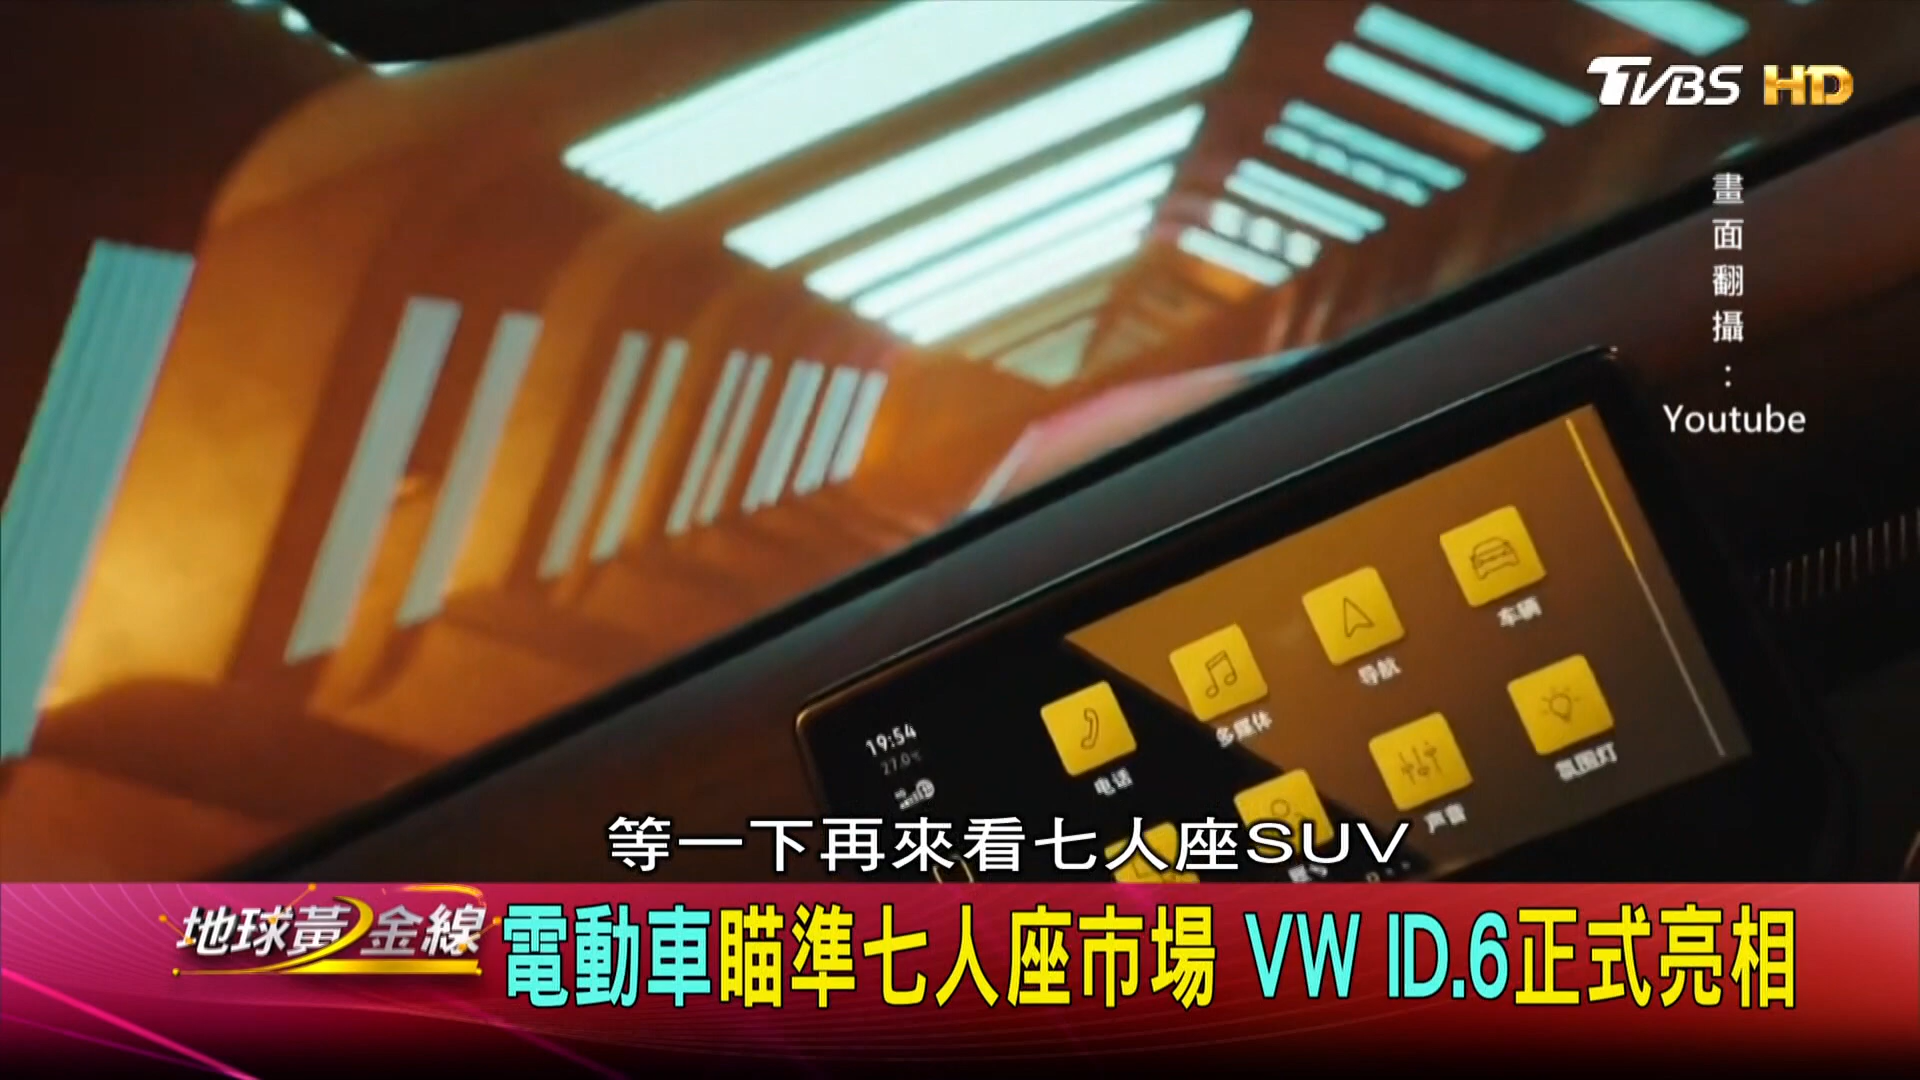 TVBS HD
畫面翻攝：
Youtube
19:54
27.0℃
电话
多媒体
导航
车辆
声音
氛围灯
等一下再來看七人座SUV
地球黃金線
電動車瞄準七人座市場 VW ID.6正式亮相